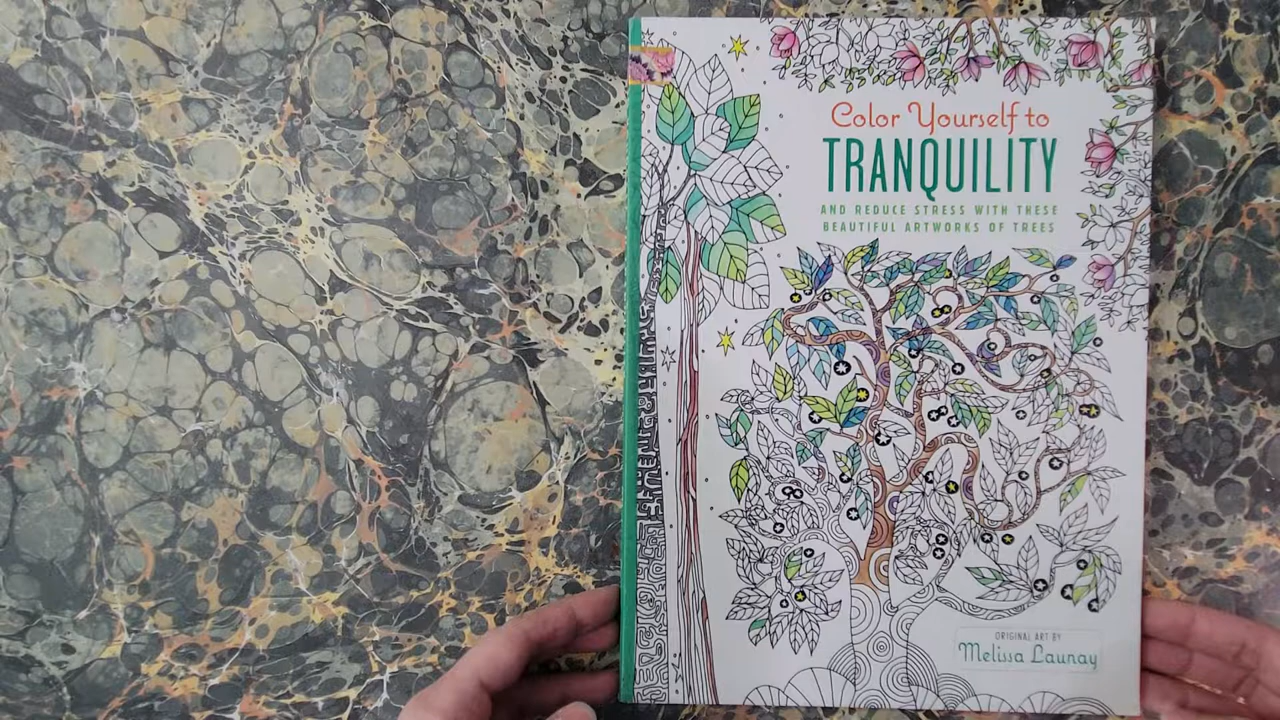 Color Yourself to
TRANQUILITY
AND REDUCE STRESS WITH THESE
BEAUTIFUL ARTWORKS OF TREES
ORIGINAL ART BY
Melissa Launay